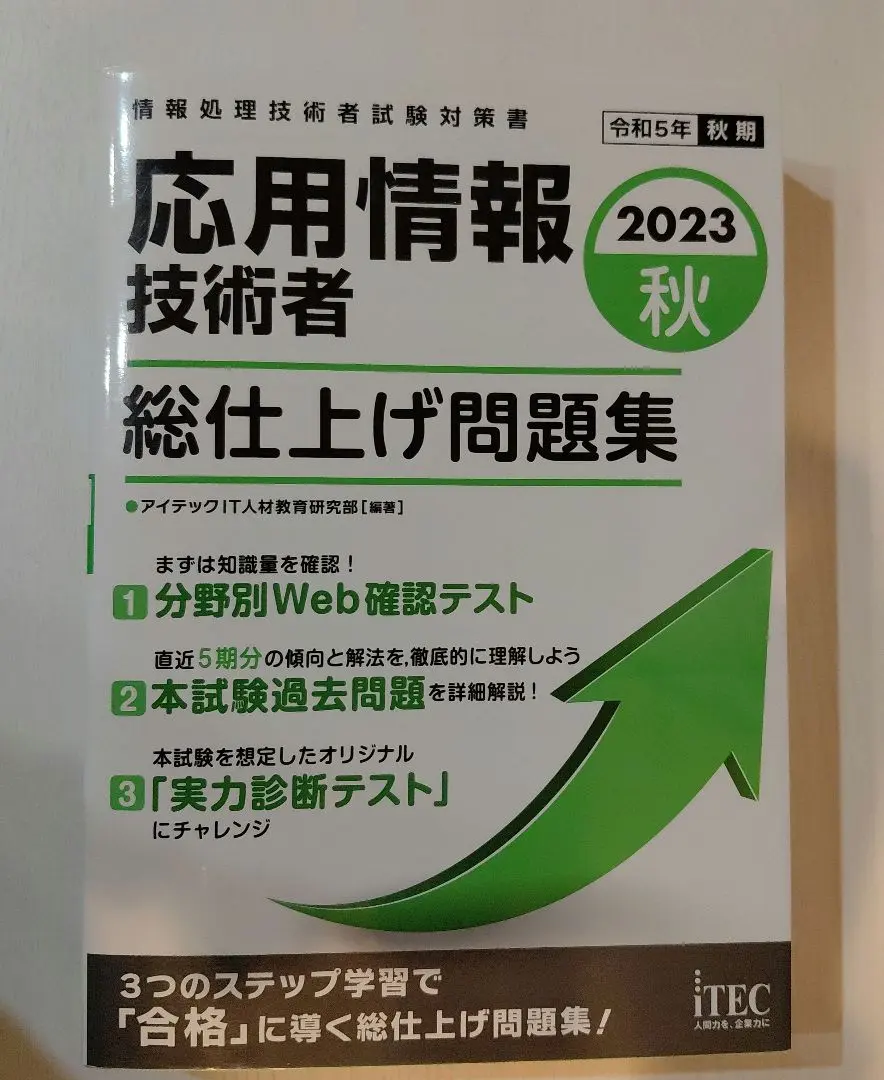 情報処理技術者試験対策書
令和5年 秋期
応用情報
技術者
2023
秋
総仕上げ問題集
●アイテックIT人材教育研究部[編著]
まずは知識量を確認！
1 分野別Web確認テスト
直近5期分の傾向と解法を,徹底的に理解しよう
2 本試験過去問題を詳細解説！
本試験を想定したオリジナル
3 「実力診断テスト」
にチャレンジ
3つのステップ学習で
「合格」に導く総仕上げ問題集！
iTEC
人間力を、企業力に